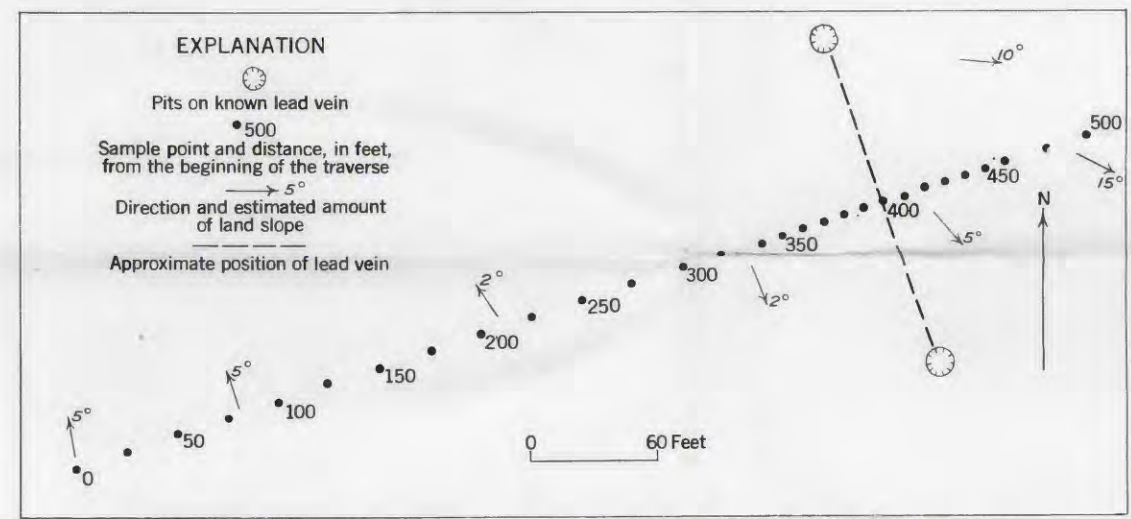 EXPLANATION
Pits on known lead vein
500
Sample point and distance, in feet,
from the beginning of the traverse
5°
Direction and estimated amount
of land slope
Approximate position of lead vein
10°
500
15°
450
N
400
5°
350
300
2°
250
2°
200
150
5°
100
50
5°
0
0 60 Feet